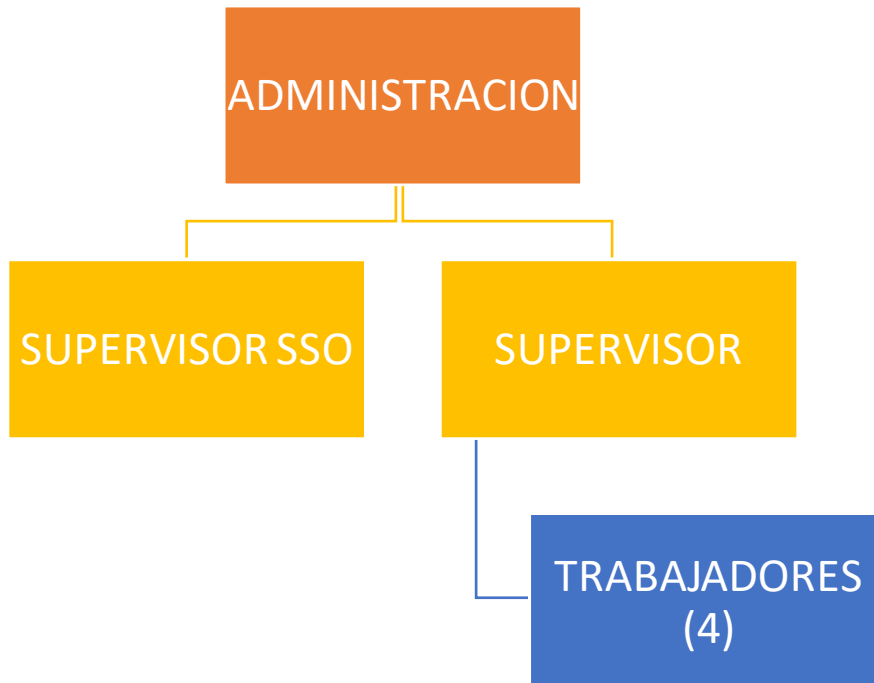 ADMINISTRACION
SUPERVISOR SSO
SUPERVISOR
TRABAJADORES
(4)